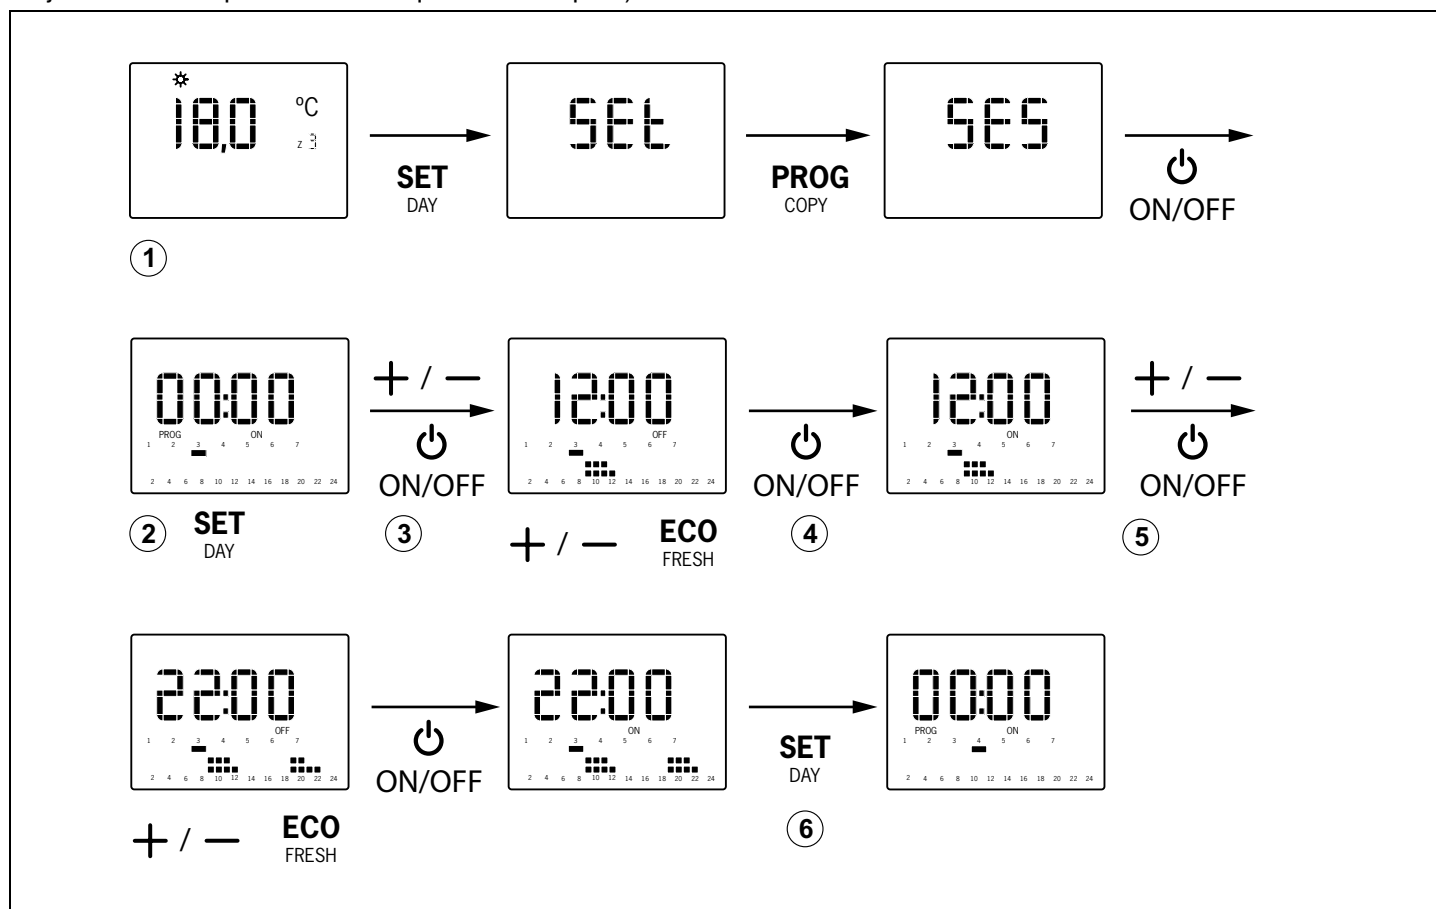 18,0 °C
z 3
SET
DAY
SEt
PROG
COPY
SES
ON/OFF
1
00:00
PROG ON
1 2 3 4 5 6 7
2 4 6 8 10 12 14 16 18 20 22 24
2 SET
DAY
+ / −
ON/OFF
3
12:00
OFF
1 2 3 4 5 6 7
2 4 6 8 10 12 14 16 18 20 22 24
+ / − ECO
FRESH
ON/OFF
4
12:00
ON
1 2 3 4 5 6 7
2 4 6 8 10 12 14 16 18 20 22 24
+ / −
ON/OFF
5
22:00
OFF
1 2 3 4 5 6 7
2 4 6 8 10 12 14 16 18 20 22 24
+ / − ECO
FRESH
ON/OFF
22:00
ON
1 2 3 4 5 6 7
2 4 6 8 10 12 14 16 18 20 22 24
SET
DAY
6
00:00
PROG ON
1 2 3 4 5 6 7
2 4 6 8 10 12 14 16 18 20 22 24